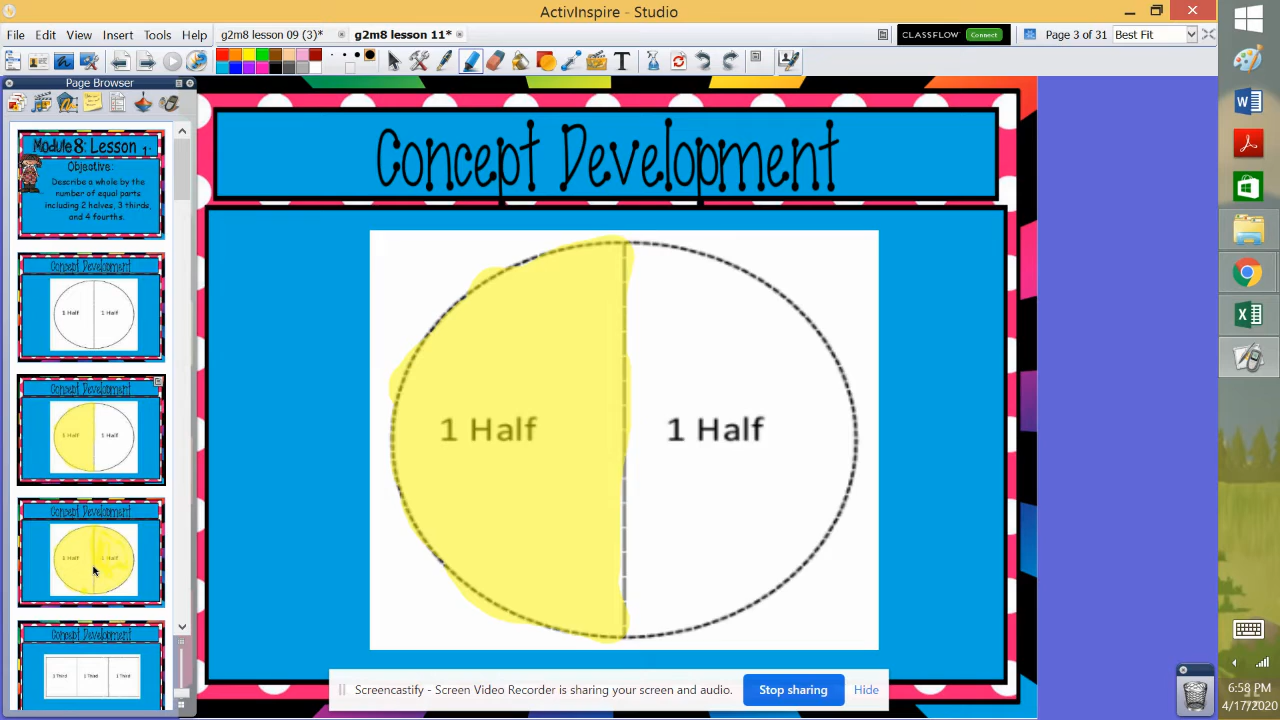 ActivInspire - Studio
File Edit View Insert Tools Help
g2m8 lesson 09(3)*
g2m8 lesson 11*
CLASSFLOW Connect
Page 3 of 31
Best Fit
Page Browser
Module 8: Lesson 1
Objective:
Describe a whole by the
number of equal parts
including 2 halves, 3 thirds,
and 4 fourths.
Concept Development
1 Half 1 Half
Concept Development
1 Half 1 Half
Concept Development
1 Half 1 Half
Concept Development
1 Third 1 Third 1 Third
Concept Development
1 Half 1 Half
Screencastify - Screen Video Recorder is sharing your screen and audio.
Stop sharing
Hide
6:58 PM
4/17/2020